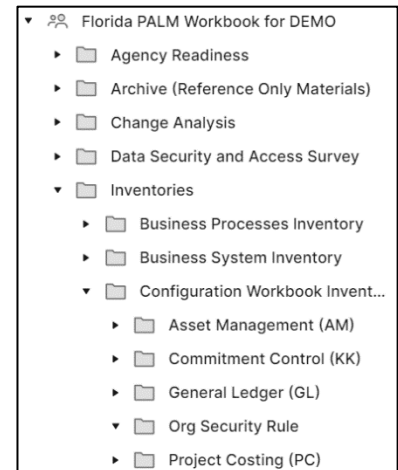 Florida PALM Workbook for DEMO
Agency Readiness
Archive (Reference Only Materials)
Change Analysis
Data Security and Access Survey
Inventories
Business Processes Inventory
Business System Inventory
Configuration Workbook Invent...
Asset Management (AM)
Commitment Control (KK)
General Ledger (GL)
Org Security Rule
Project Costing (PC)